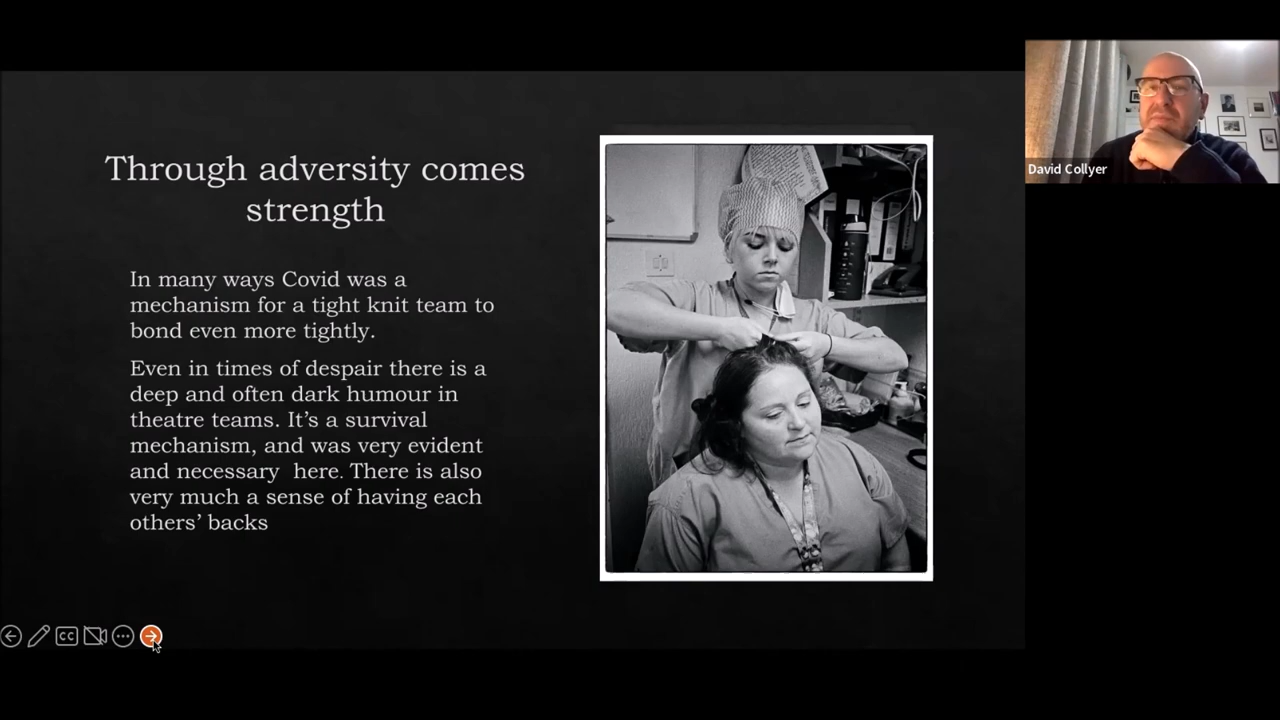 Through adversity comes
strength
In many ways Covid was a
mechanism for a tight knit team to
bond even more tightly.
Even in times of despair there is a
deep and often dark humour in
theatre teams. It’s a survival
mechanism, and was very evident
and necessary  here. There is also
very much a sense of having each
others’ backs
David Collyer
CC